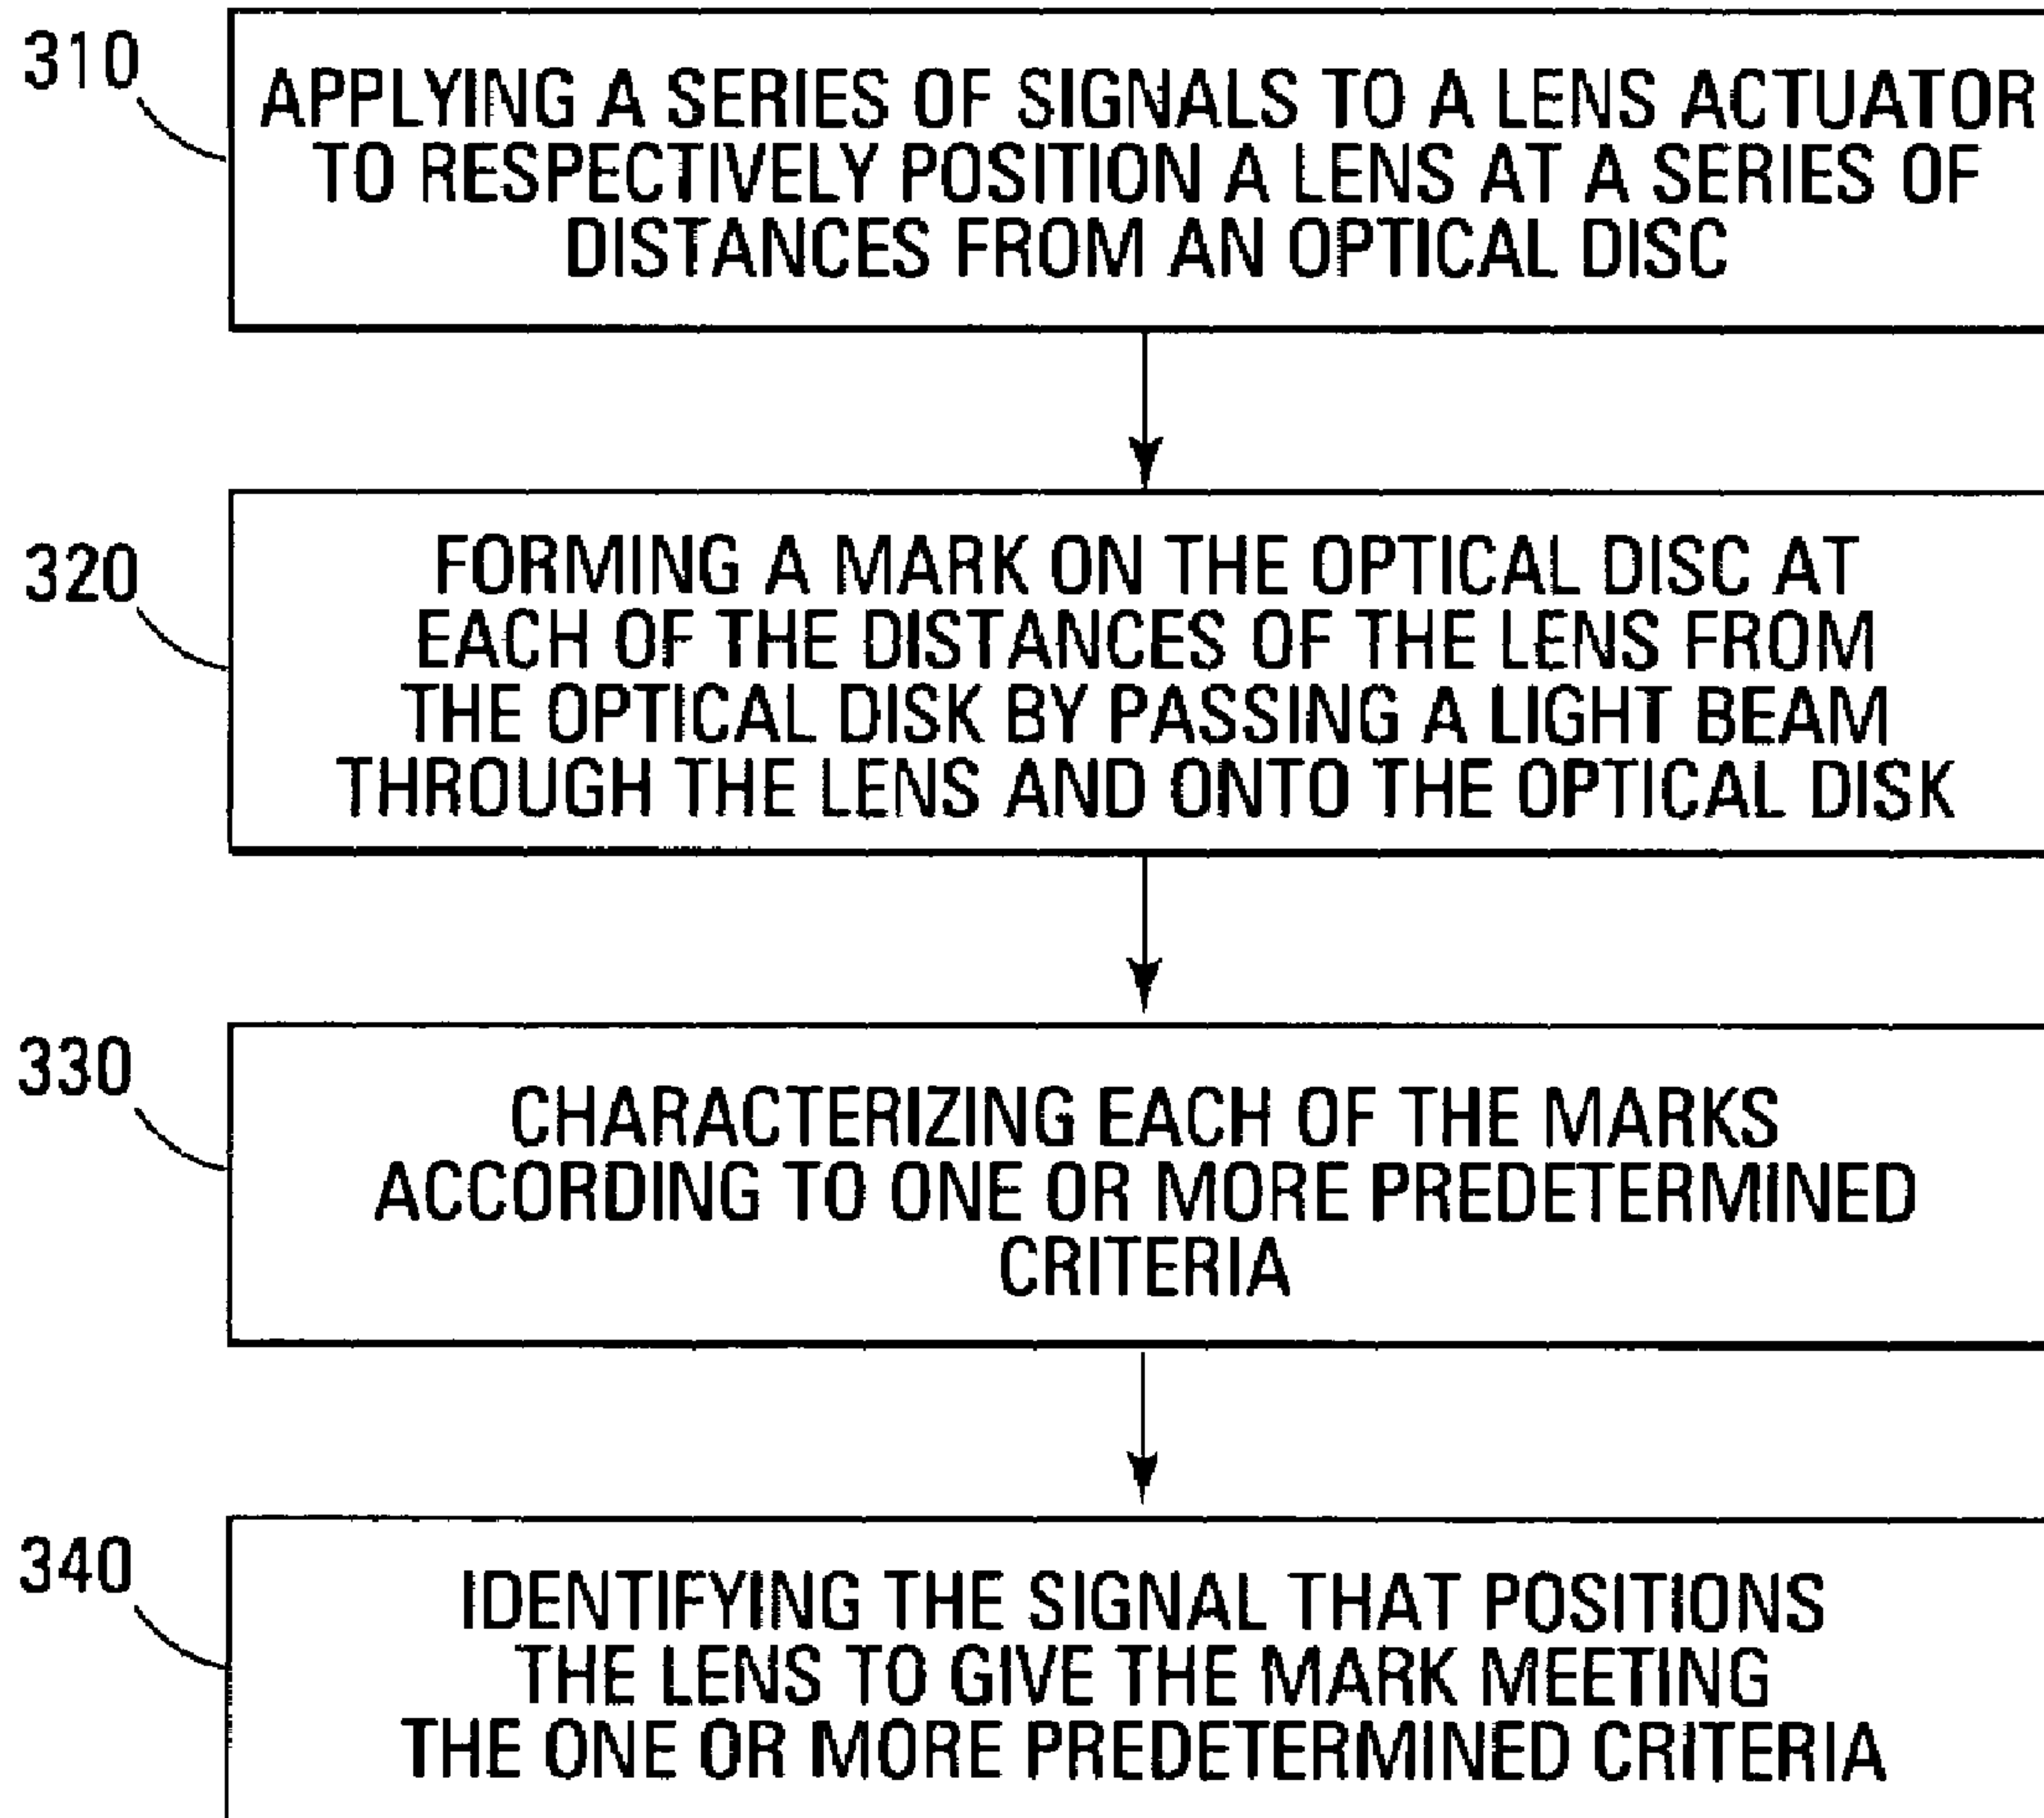 310
APPLYING A SERIES OF SIGNALS TO A LENS ACTUATOR
TO RESPECTIVELY POSITION A LENS AT A SERIES OF
DISTANCES FROM AN OPTICAL DISC
320
FORMING A MARK ON THE OPTICAL DISC AT
EACH OF THE DISTANCES OF THE LENS FROM
THE OPTICAL DISK BY PASSING A LIGHT BEAM
THROUGH THE LENS AND ONTO THE OPTICAL DISK
330
CHARACTERIZING EACH OF THE MARKS
ACCORDING TO ONE OR MORE PREDETERMINED
CRITERIA
340
IDENTIFYING THE SIGNAL THAT POSITIONS
THE LENS TO GIVE THE MARK MEETING
THE ONE OR MORE PREDETERMINED CRITERIA